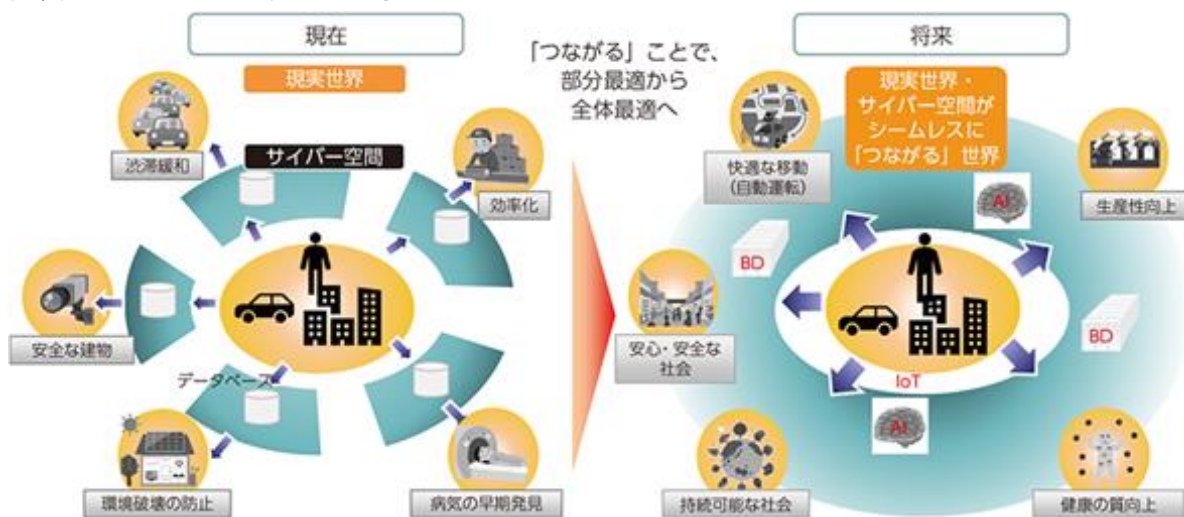 現在
現実世界
サイバー空間
渋滞緩和
効率化
安全な建物
データベース
環境破壊の防止
病気の早期発見
「つながる」ことで、
部分最適から
全体最適へ
将来
現実世界・
サイバー空間が
シームレスに
「つながる」世界
快適な移動
(自動運転)
AI
生産性向上
BD
BD
安心・安全な
社会
IoT
AI
持続可能な社会
健康の質向上